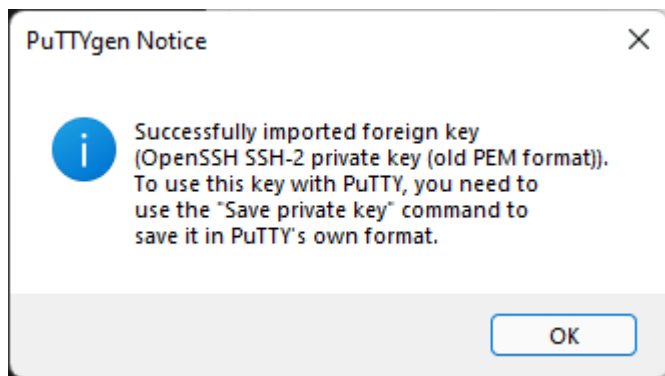 PuTTYgen Notice
Successfully imported foreign key
(OpenSSH SSH-2 private key (old PEM format)).
To use this key with PuTTY, you need to
use the "Save private key" command to
save it in PuTTY's own format.
OK